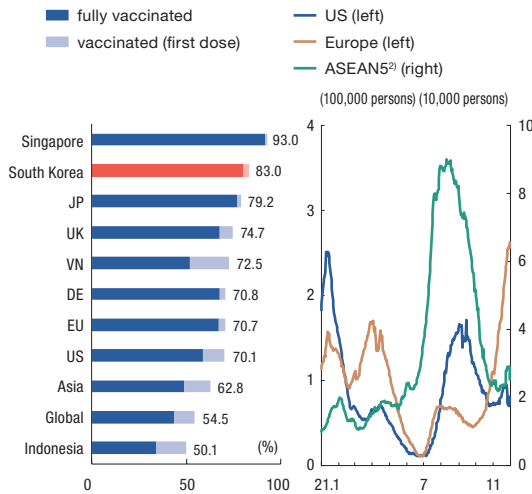 fully vaccinated
vaccinated (first dose)
US (left)
Europe (left)
ASEAN5²⁾ (right)
(100,000 persons) (10,000 persons)
Singapore 93.0
South Korea 83.0
JP 79.2
UK 74.7
VN 72.5
DE 70.8
EU 70.7
US 70.1
Asia 62.8
Global 54.5
Indonesia 50.1 (%)
0 50 100
4 10
3 8
2 6
4
1 2
0 0
21.1 7 11